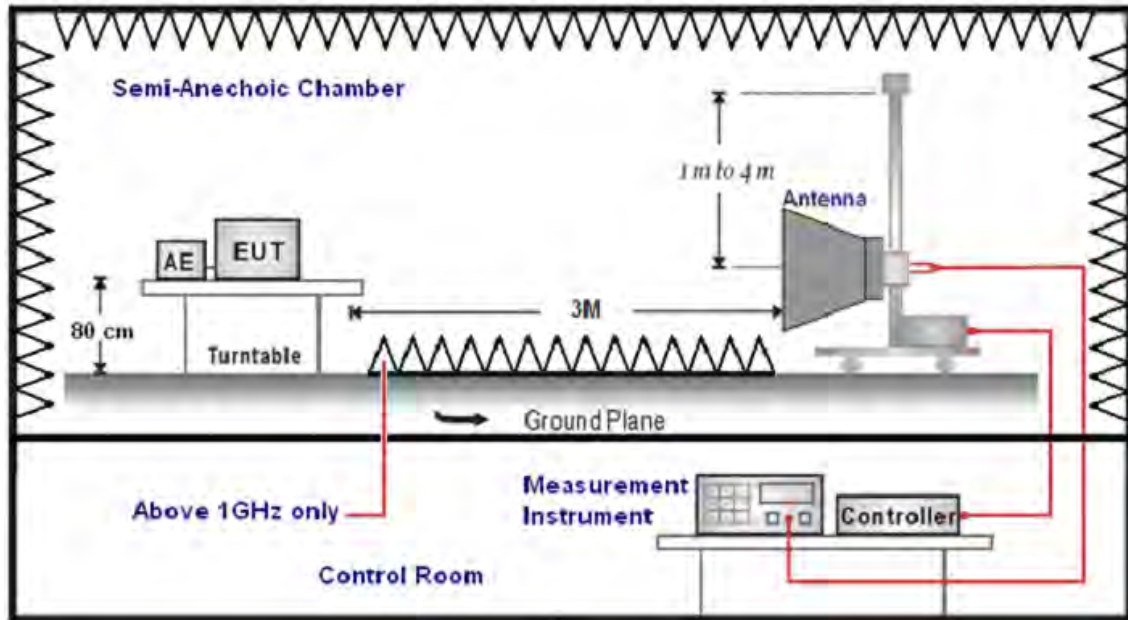 Semi-Anechoic Chamber
1 m to 4 m
Antenna
AE
EUT
3M
80 cm
Turntable
Ground Plane
Above 1GHz only
Measurement
Instrument
Controller
Control Room